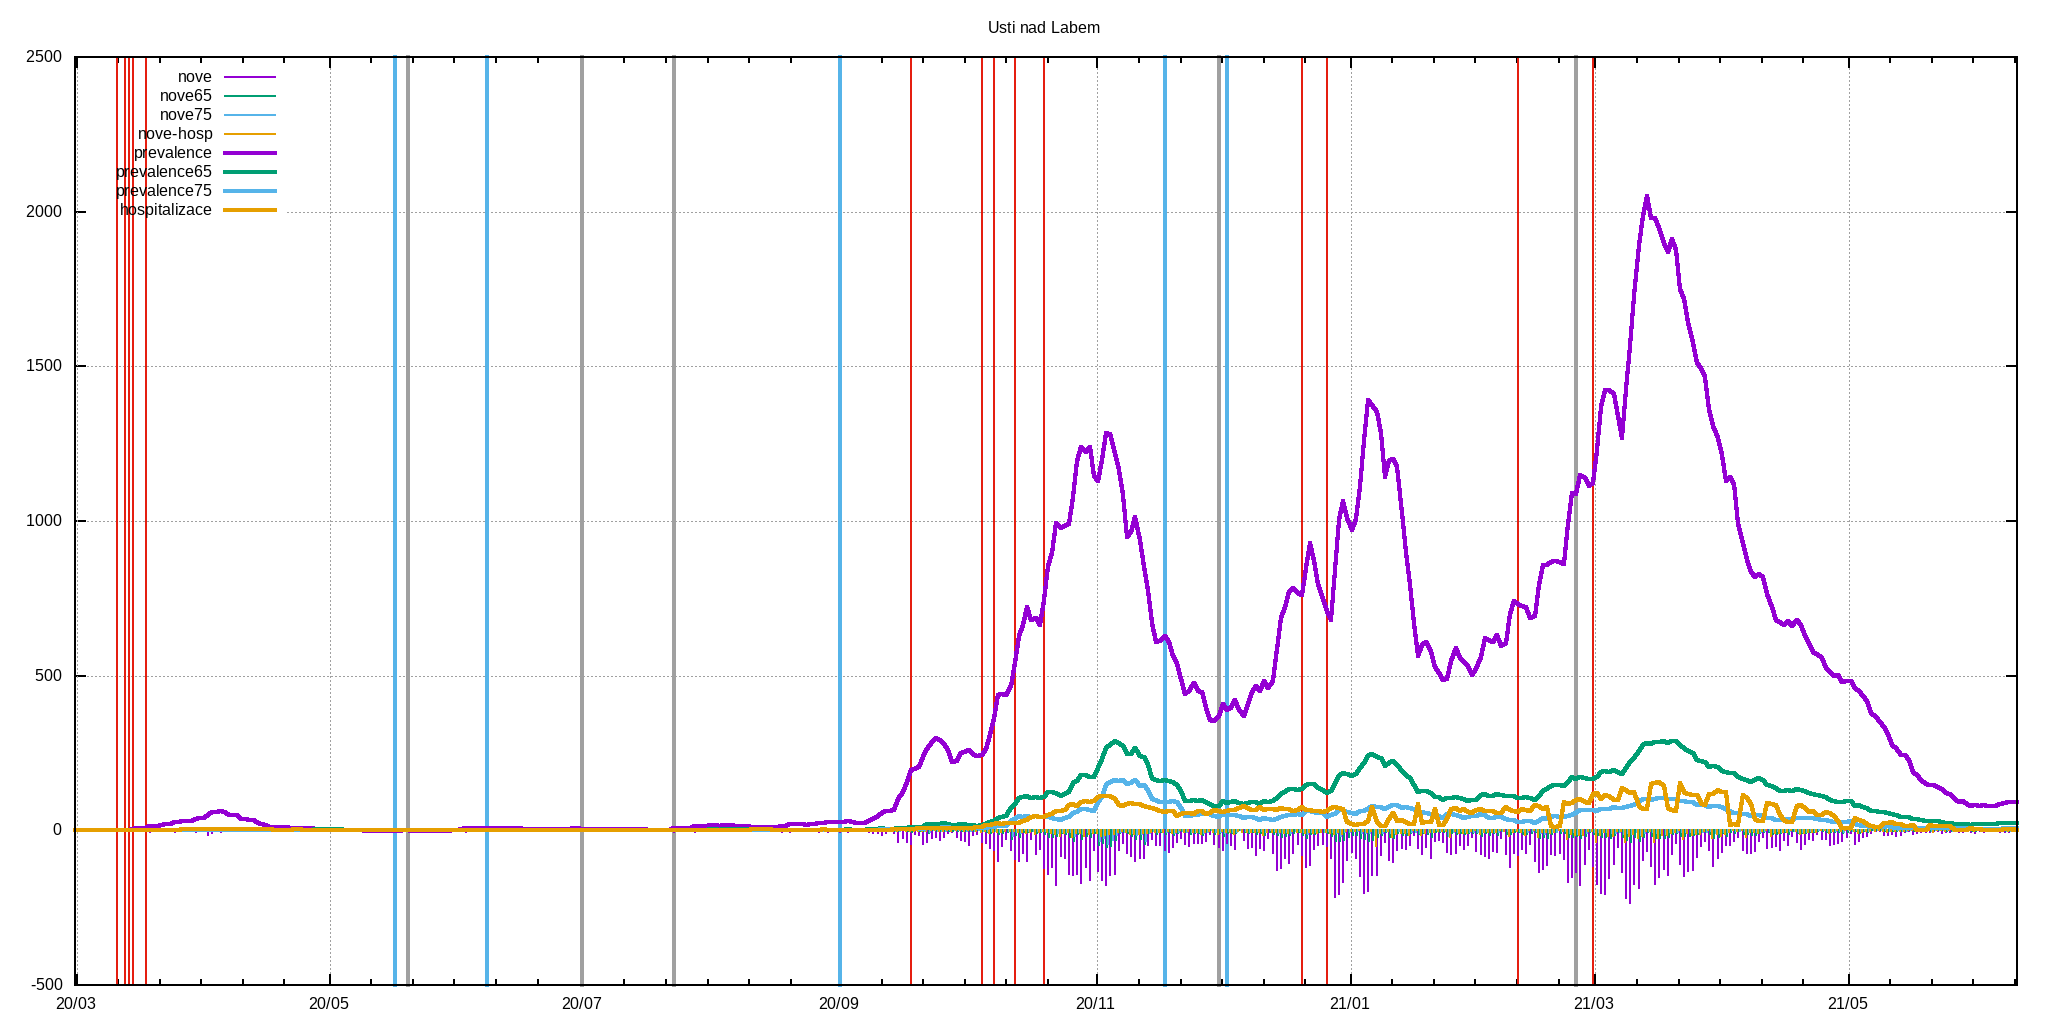 Usti nad Labem
2500
2000
1500
1000
500
0
-500
nove
nove65
nove75
nove-hosp
prevalence
prevalence65
prevalence75
hospitalizace
20/03 20/05 20/07 20/09 20/11 21/01 21/03 21/05